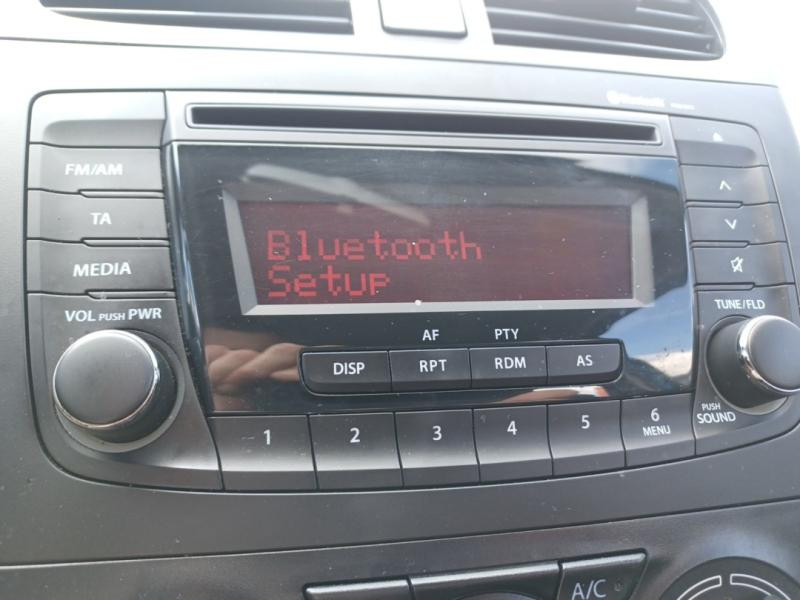 Bluetooth
FM/AM
TA
MEDIA
VOL PUSH PWR
Bluetooth
Setup
AF PTY
DISP RPT RDM AS
1 2 3 4 5 6
MENU
TUNE/FLD
PUSH
SOUND
A/C